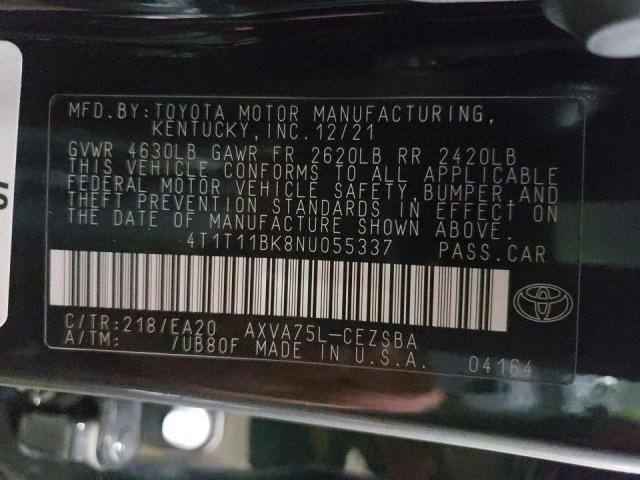 MFD.BY:TOYOTA MOTOR MANUFACTURING,
KENTUCKY, INC. 12/21
GVWR 4630LB GAWR FR 2620LB RR 2420LB
THIS VEHICLE CONFORMS TO ALL APPLICABLE
FEDERAL MOTOR VEHICLE SAFETY, BUMPER, AND
THEFT PREVENTION STANDARDS IN EFFECT ON
THE DATE OF MANUFACTURE SHOWN ABOVE.
4T1T11BK8NU055337 PASS.CAR
C/TR:218/EA20 AXVA75L-CEZSBA
A/TM: /UB80F MADE IN U.S.A. 04164